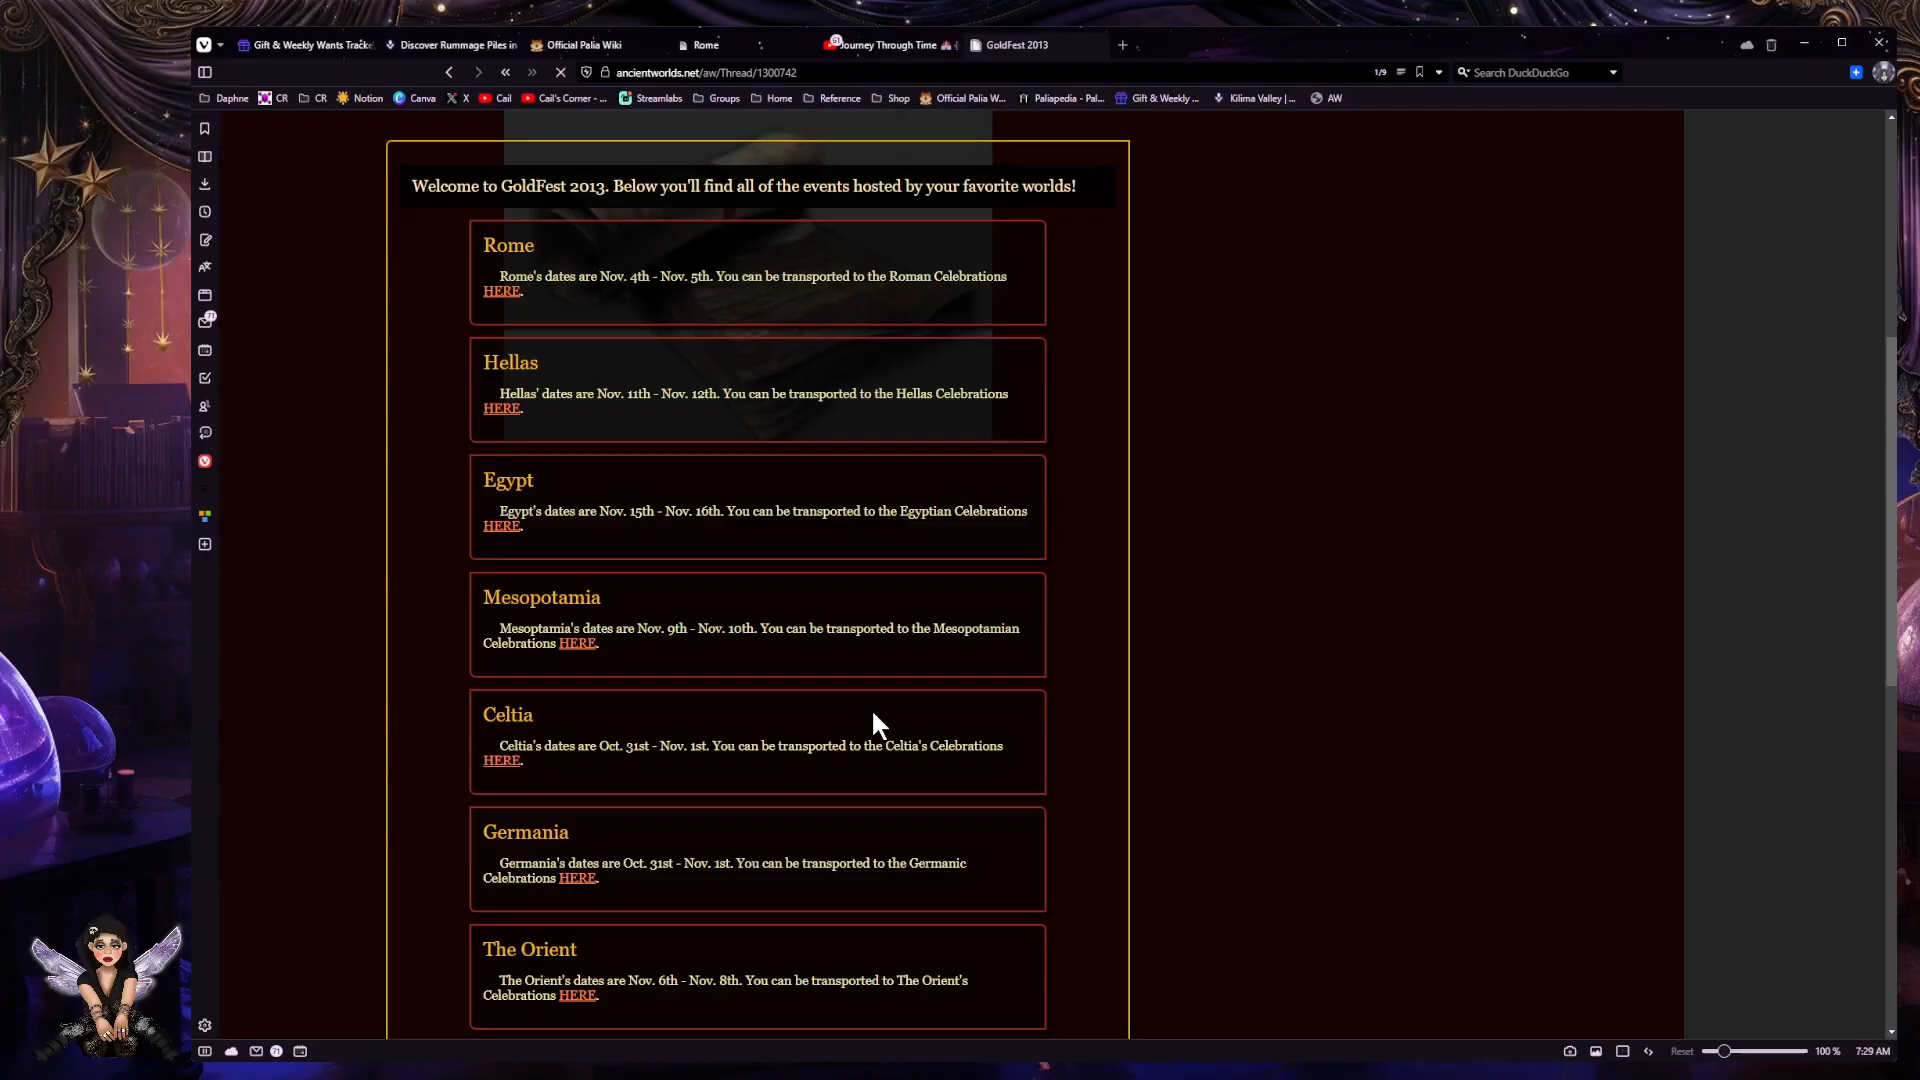 Gift & Weekly Wants Tracke
Discover Rummage Piles in
Official Palia Wiki
Rome
61
Journey Through Time
GoldFest 2013
ancientworlds.net/aw/Thread/1300742
1/9
Search DuckDuckGo
Daphne
CR
CR
Notion
Canva
X
Cail
Cail's Corner - ...
Streamlabs
Groups
Home
Reference
Shop
Official Palia W...
Paliapedia - Pal...
Gift & Weekly ...
Kilima Valley | ...
AW
71
Welcome to GoldFest 2013. Below you'll find all of the events hosted by your favorite worlds!
Rome
Rome's dates are Nov. 4th - Nov. 5th. You can be transported to the Roman Celebrations
HERE.
Hellas
Hellas' dates are Nov. 11th - Nov. 12th. You can be transported to the Hellas Celebrations
HERE.
Egypt
Egypt's dates are Nov. 15th - Nov. 16th. You can be transported to the Egyptian Celebrations
HERE.
Mesopotamia
Mesoptamia's dates are Nov. 9th - Nov. 10th. You can be transported to the Mesopotamian
Celebrations HERE.
Celtia
Celtia's dates are Oct. 31st - Nov. 1st. You can be transported to the Celtia's Celebrations
HERE.
Germania
Germania's dates are Oct. 31st - Nov. 1st. You can be transported to the Germanic
Celebrations HERE.
The Orient
The Orient's dates are Nov. 6th - Nov. 8th. You can be transported to The Orient's
Celebrations HERE.
71
Reset
100 %
7:29 AM